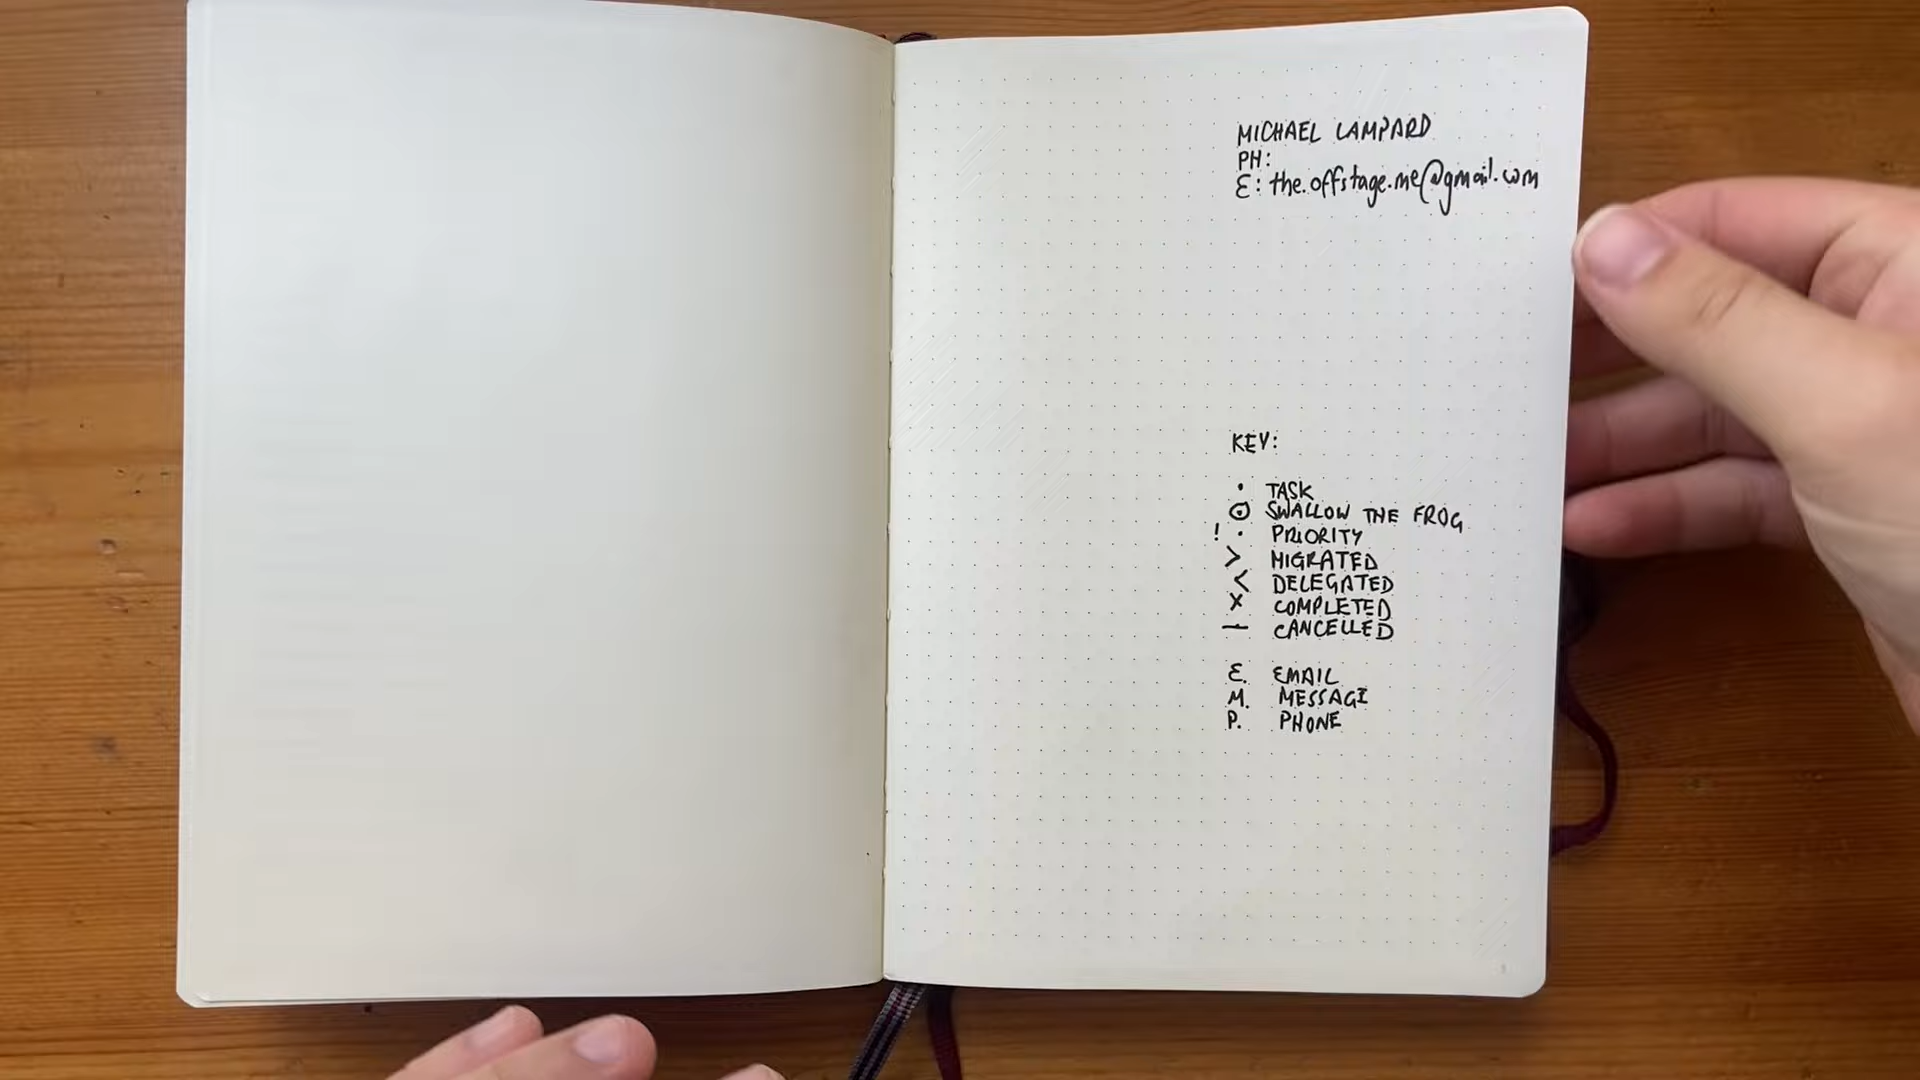 MICHAEL LAMPARD
PH:
E: the.offstage.me@gmail.com
KEY:
• TASK
⊙ SWALLOW THE FROG
! • PRIORITY
> MIGRATED
< DELEGATED
× COMPLETED
— CANCELLED
E. EMAIL
M. MESSAGE
P. PHONE